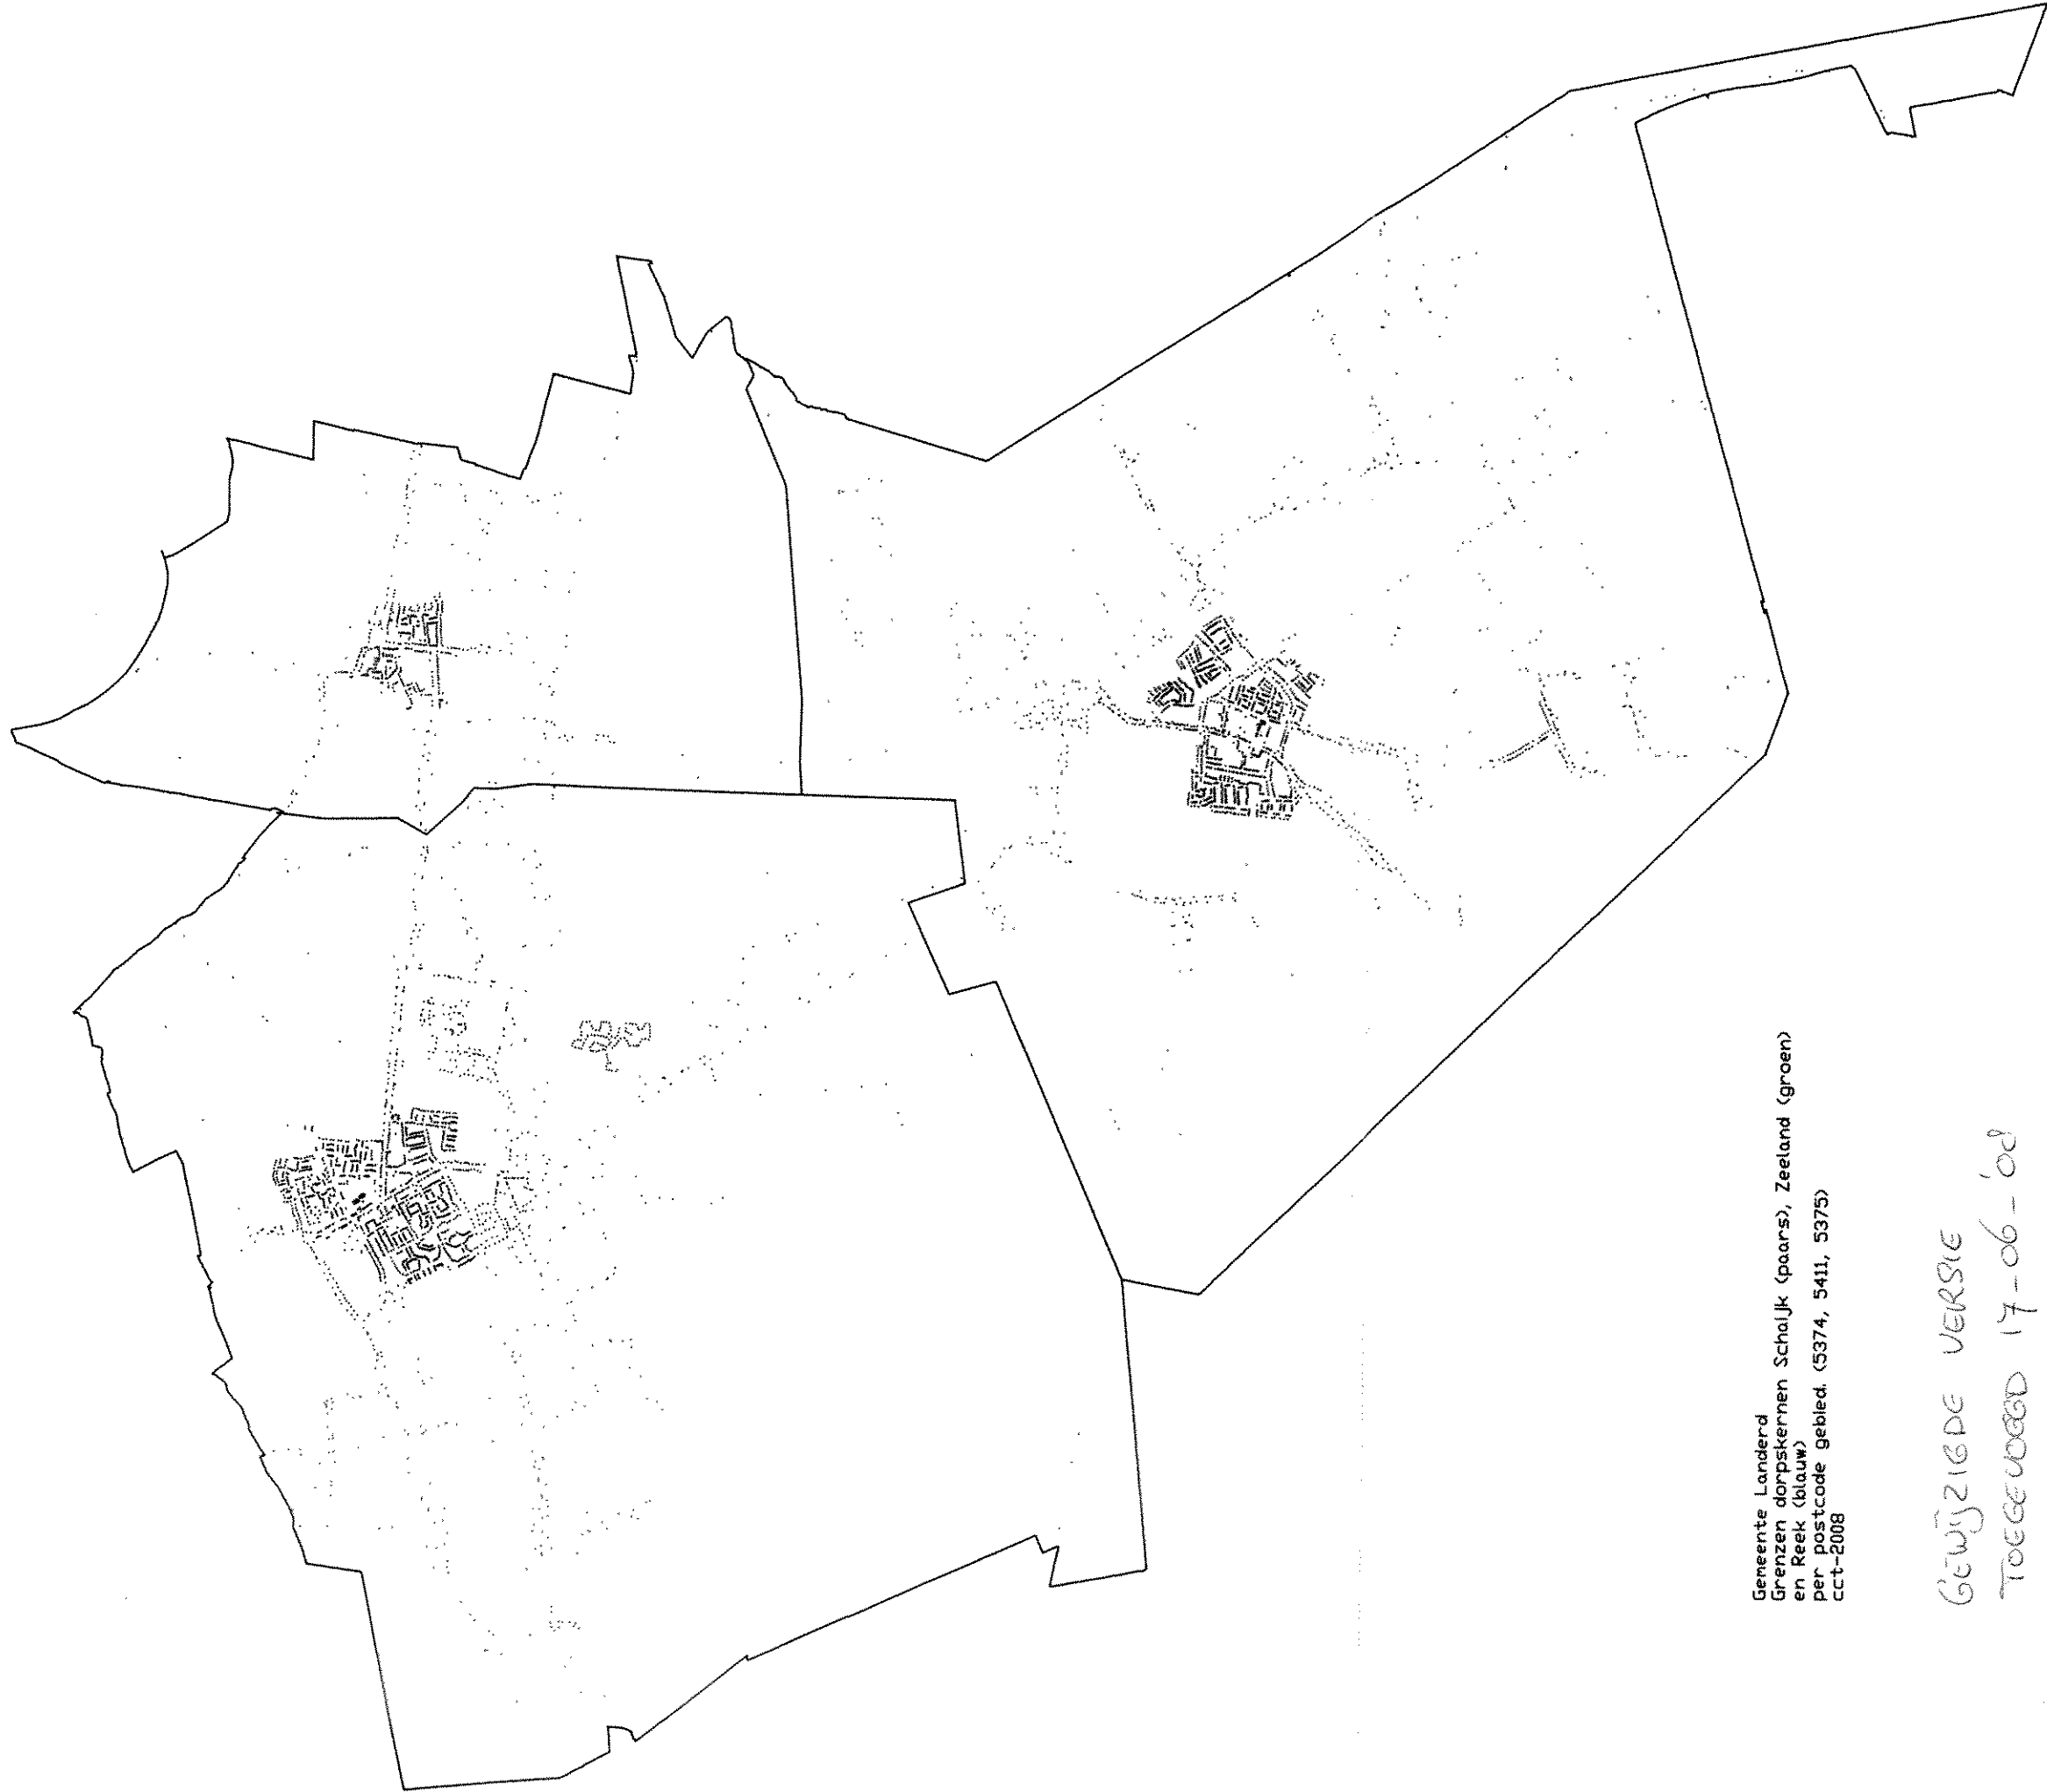 Gemeente Landerd
Grenzen dorpskernen Schaijk (paars), Zeeland (groen)
en Reek (blauw)
per postcode gebied. (5374, 5411, 5375)
cct-2008
GEWIJZIGDE VERSIE
TOEGEVOEGD 17-06-'08